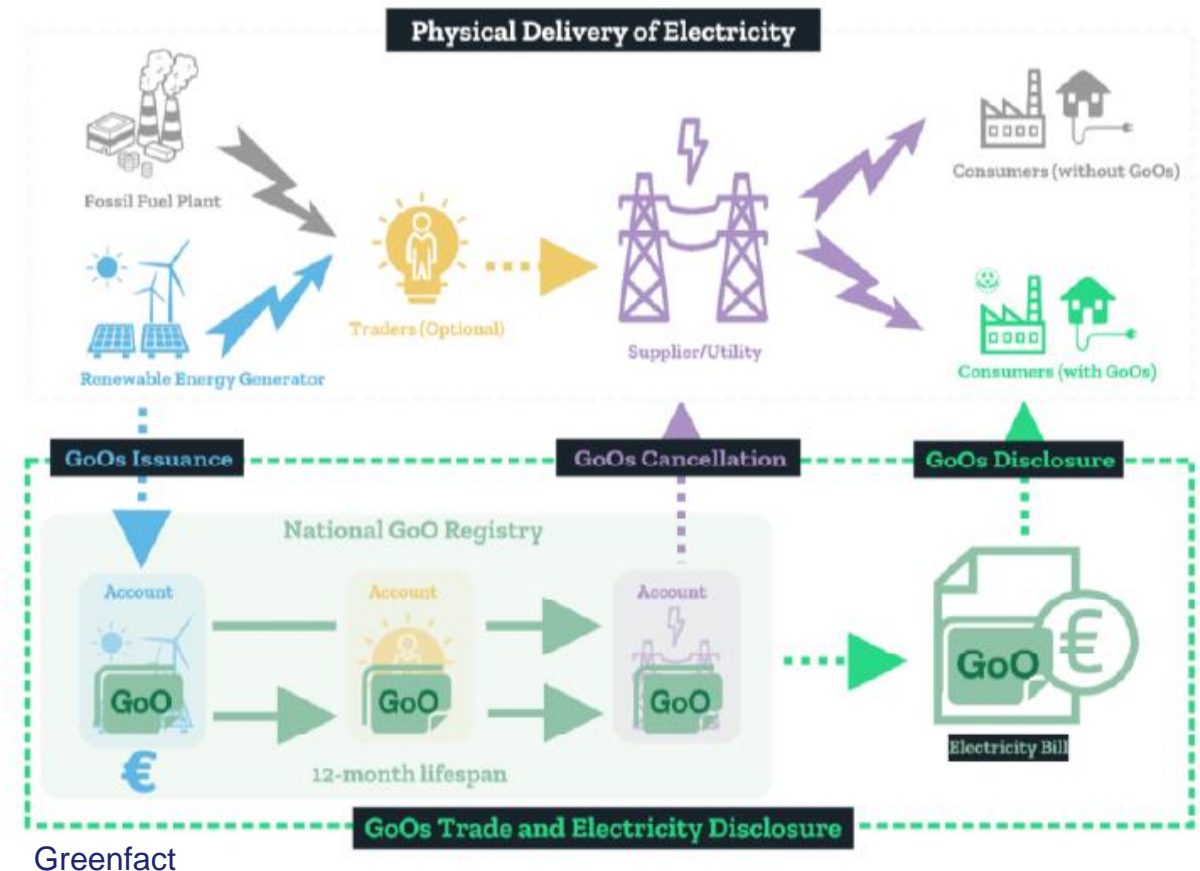 Physical Delivery of Electricity
Fossil Fuel Plant
Consumers (without GoOs)
Traders (Optional)
Supplier/Utility
Renewable Energy Generator
Consumers (with GoOs)
GoOs Issuance
GoOs Cancellation
GoOs Disclosure
National GoO Registry
Account
Account
Account
GoO
GoO
GoO
GoO
€
€
12-month lifespan
Electricity Bill
GoOs Trade and Electricity Disclosure
Greenfact